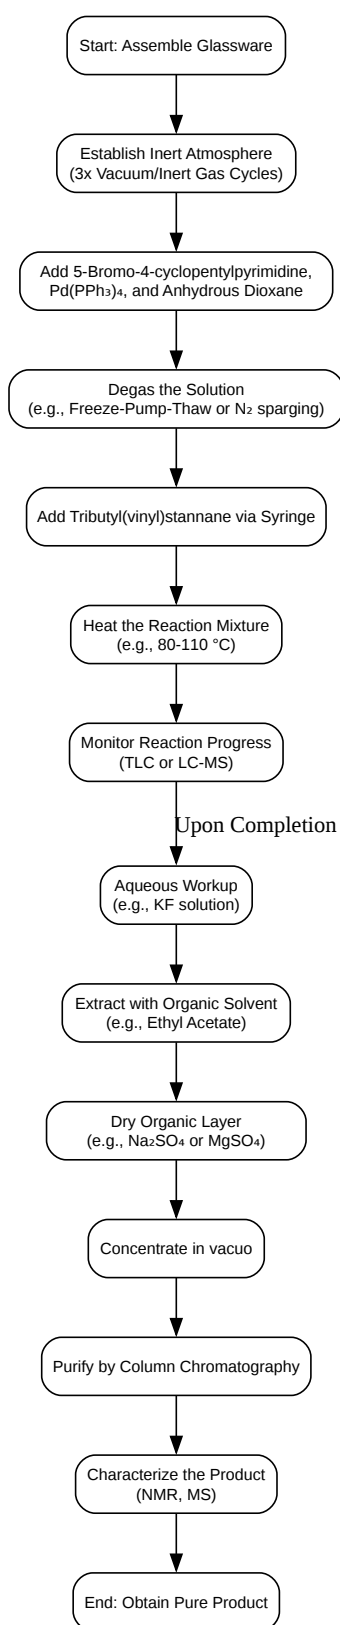 Start: Assemble Glassware
Establish Inert Atmosphere
(3x Vacuum/Inert Gas Cycles)
Add 5-Bromo-4-cyclopentylpyrimidine,
Pd(PPh₃)₄, and Anhydrous Dioxane
Degas the Solution
(e.g., Freeze-Pump-Thaw or N₂ sparging)
Add Tributyl(vinyl)stannane via Syringe
Heat the Reaction Mixture
(e.g., 80-110 °C)
Monitor Reaction Progress
(TLC or LC-MS)
Upon Completion
Aqueous Workup
(e.g., KF solution)
Extract with Organic Solvent
(e.g., Ethyl Acetate)
Dry Organic Layer
(e.g., Na₂SO₄ or MgSO₄)
Concentrate in vacuo
Purify by Column Chromatography
Characterize the Product
(NMR, MS)
End: Obtain Pure Product